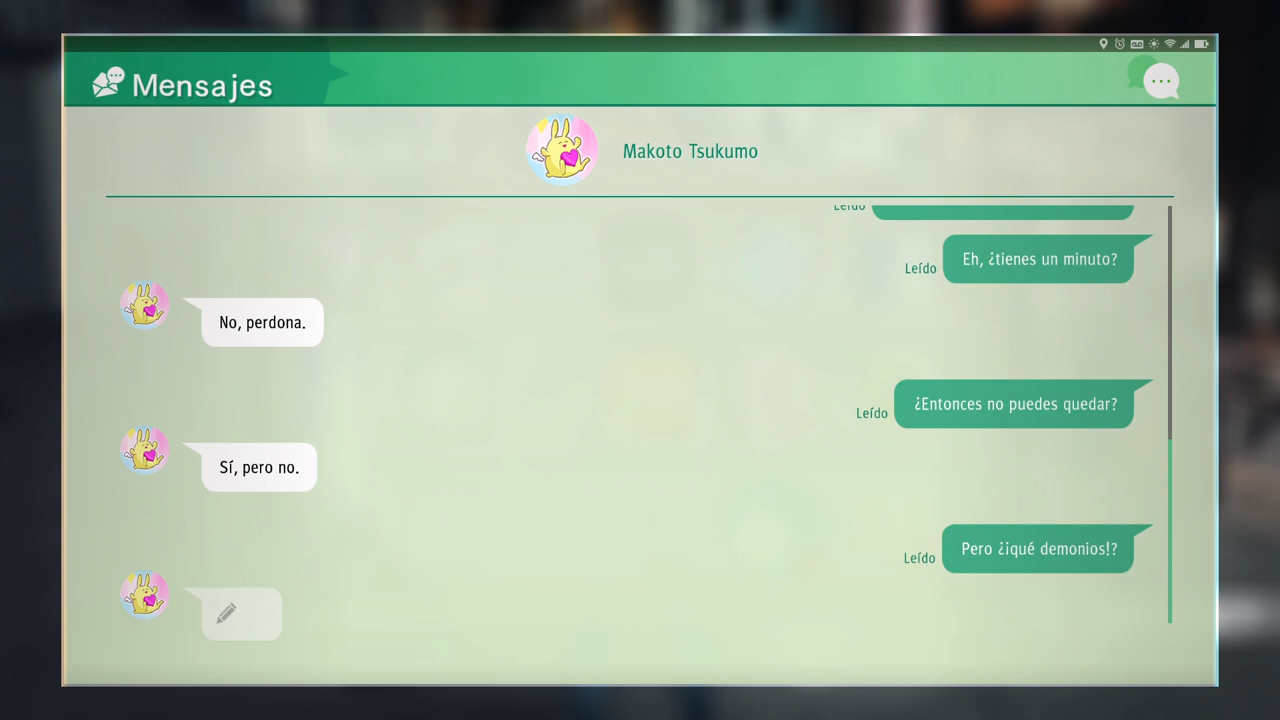 Mensajes
Makoto Tsukumo
Leído
Eh, ¿tienes un minuto?
Leído
No, perdona.
¿Entonces no puedes quedar?
Leído
Sí, pero no.
Pero ¿¡qué demonios!?
Leído